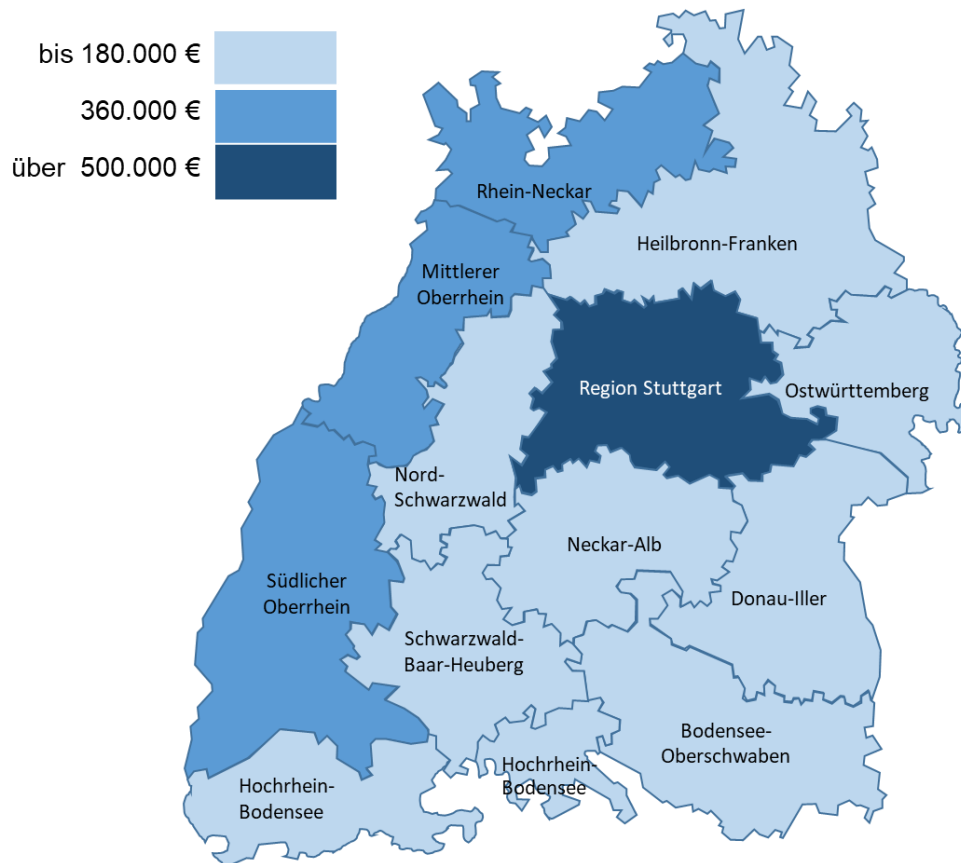 bis 180.000 €
360.000 €
über 500.000 €
Rhein-Neckar
Heilbronn-Franken
Mittlerer
Oberrhein
Region Stuttgart
Ostwürttemberg
Nord-
Schwarzwald
Neckar-Alb
Südlicher
Oberrhein
Donau-Iller
Schwarzwald-
Baar-Heuberg
Bodensee-
Oberschwaben
Hochrhein-
Bodensee
Hochrhein-
Bodensee